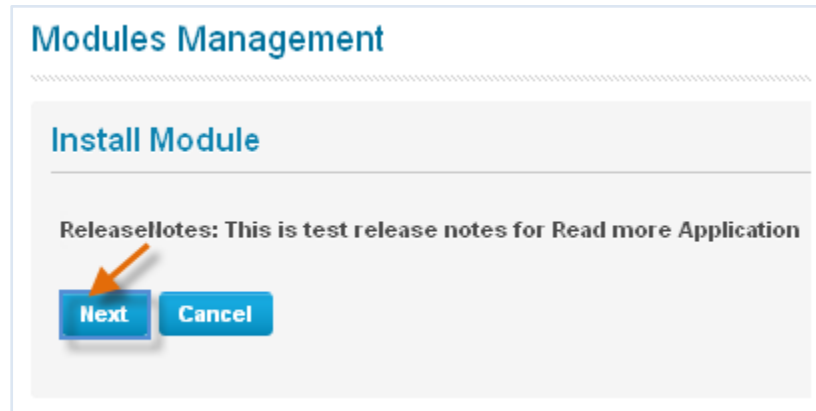 Modules Management
Install Module
ReleaseNotes: This is test release notes for Read more Application
Next
Cancel